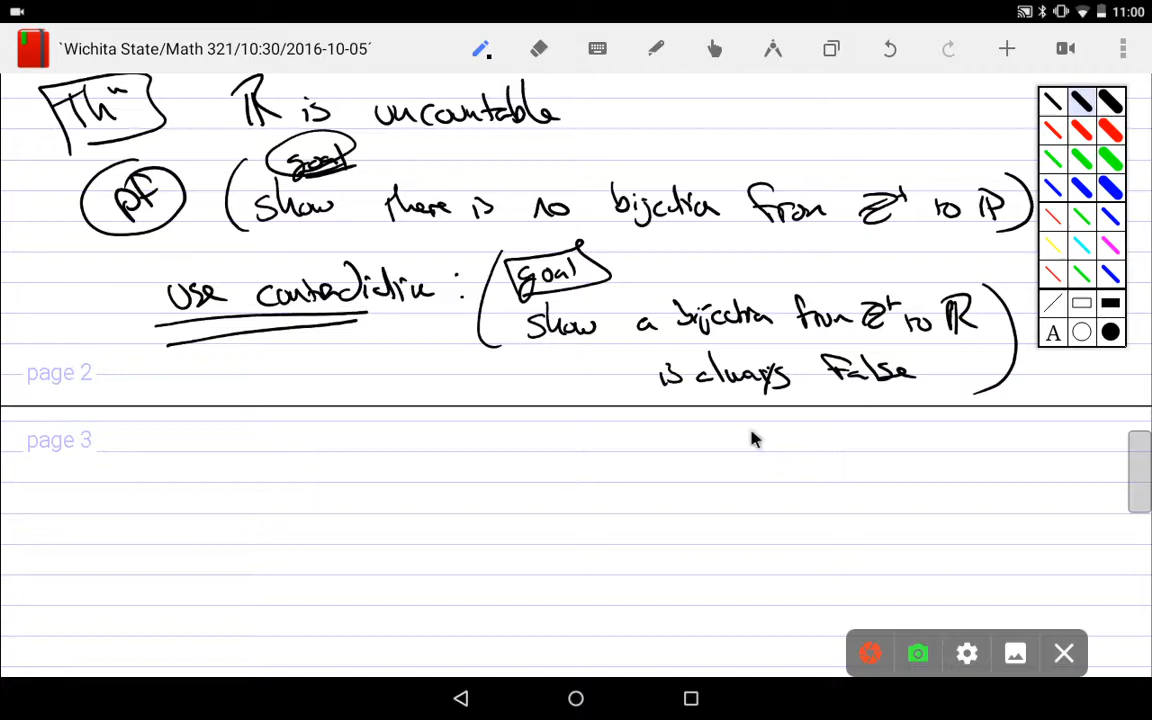 11:00
`Wichita State/Math 321/10:30/2016-10-05´
Thᵐ ℝ is uncountable
goal
pf (show there is no bijection from ℤ⁺ to ℝ)
use contradiction: (goal
show a bijection from ℤ⁺ to ℝ
is always False)
page 2
page 3
A